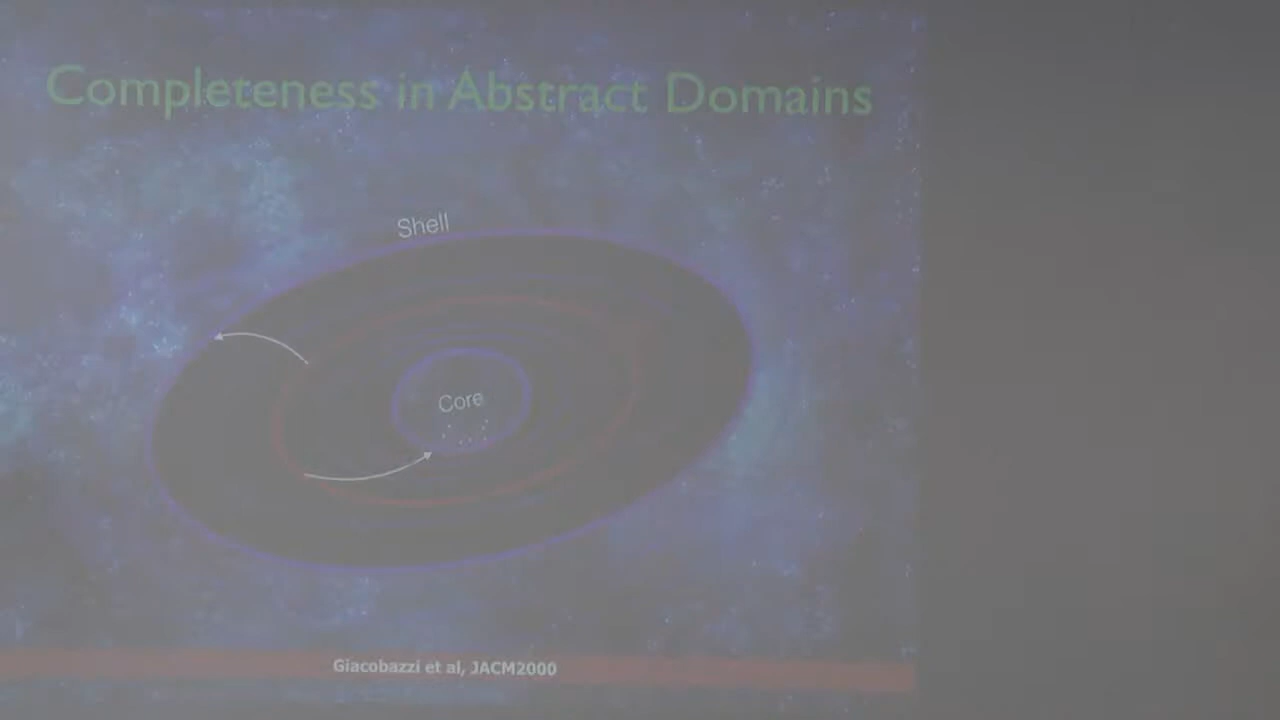 Completeness in Abstract Domains
Shell
Core
Giacobazzi et al, JACM2000